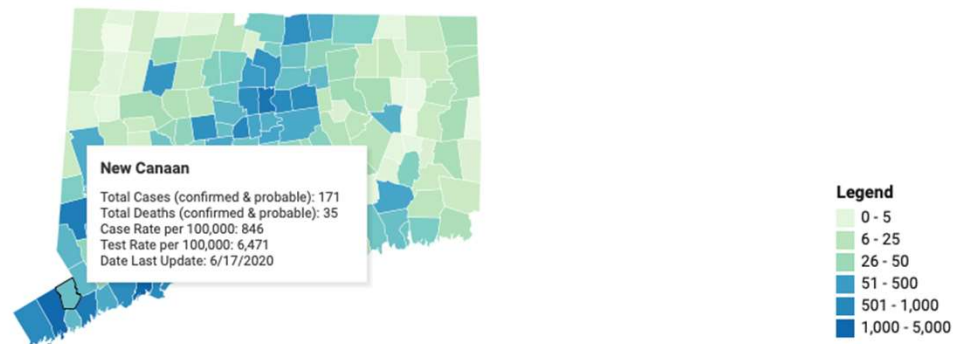 New Canaan
Total Cases (confirmed & probable): 171
Total Deaths (confirmed & probable): 35
Case Rate per 100,000: 846
Test Rate per 100,000: 6,471
Date Last Update: 6/17/2020
Legend
0 - 5
6 - 25
26 - 50
51 - 500
501 - 1,000
1,000 - 5,000